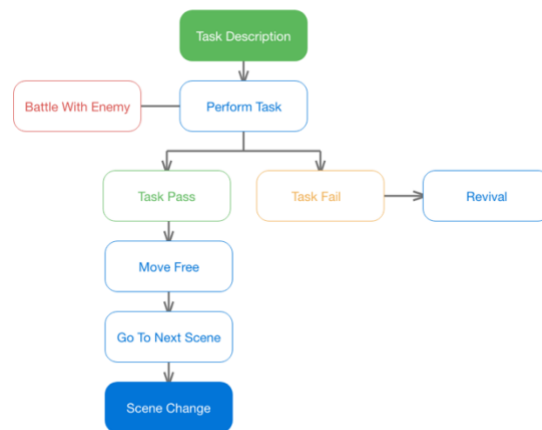 Task Description
Battle With Enemy
Perform Task
Task Pass
Task Fail
Revival
Move Free
Go To Next Scene
Scene Change